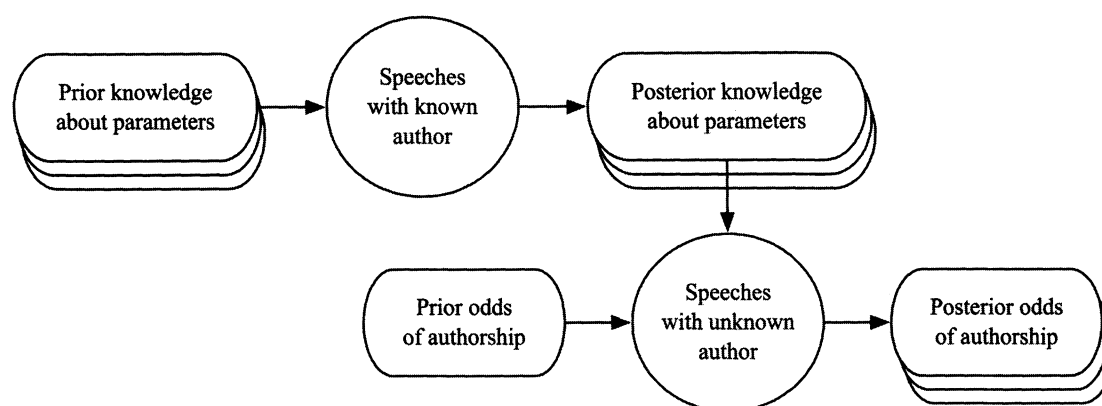 Prior knowledge
about parameters
Speeches
with known
author
Posterior knowledge
about parameters
Prior odds
of authorship
Speeches
with unknown
author
Posterior odds
of authorship